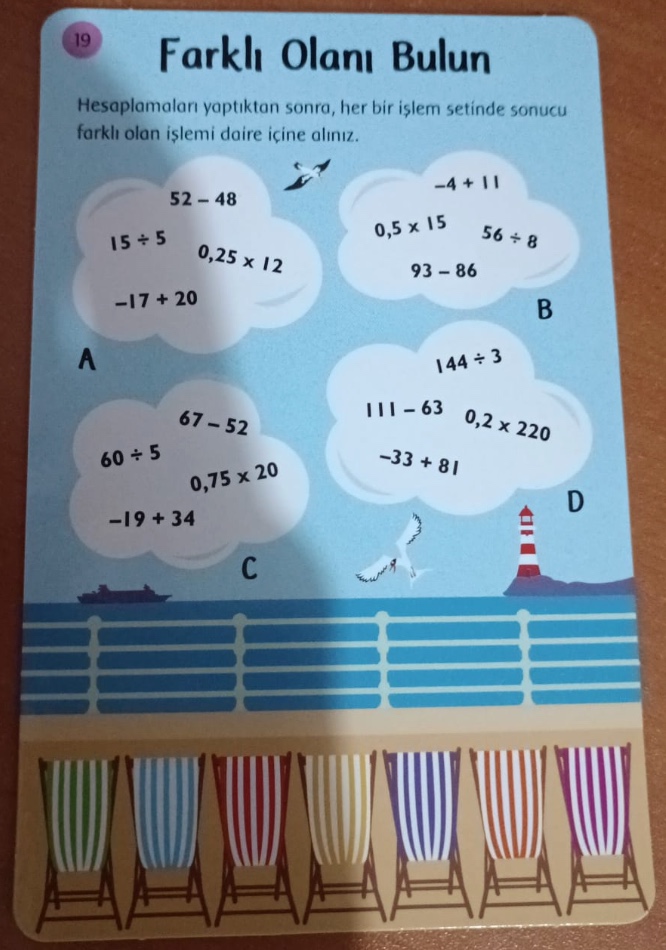 19
Farklı Olanı Bulun
Hesaplamaları yaptıktan sonra, her bir işlem setinde sonucu
farklı olan işlemi daire içine alınız.
52 – 48
15 ÷ 5
0,25 x 12
–17 + 20
A
–4 + 11
0,5 x 15
56 ÷ 8
93 – 86
B
67 – 52
60 ÷ 5
0,75 x 20
–19 + 34
C
144 ÷ 3
111 – 63
0,2 x 220
–33 + 81
D